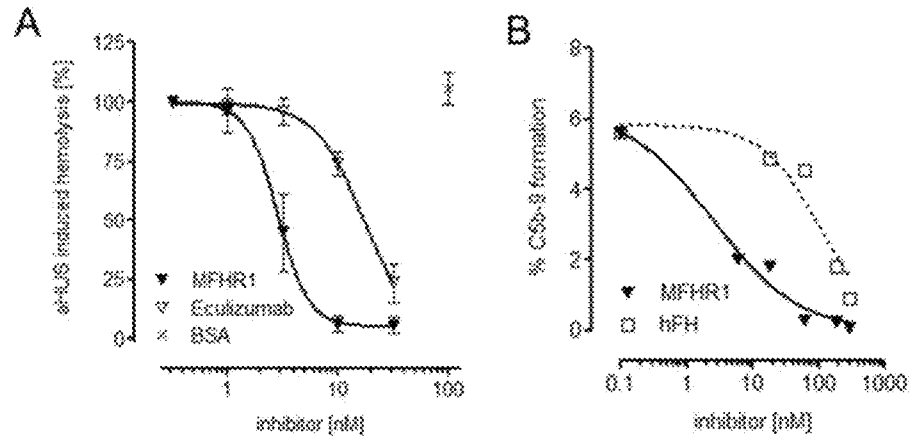 A
aHUS induced hemolysis [%]
125
100
75
50
25
0
MFHR1
Eculizumab
BSA
1
10
100
inhibitor [nM]
B
% C5b-9 formation
8
6
4
2
0
MFHR1
hFH
0.1
1
10
100
1000
inhibitor [nM]